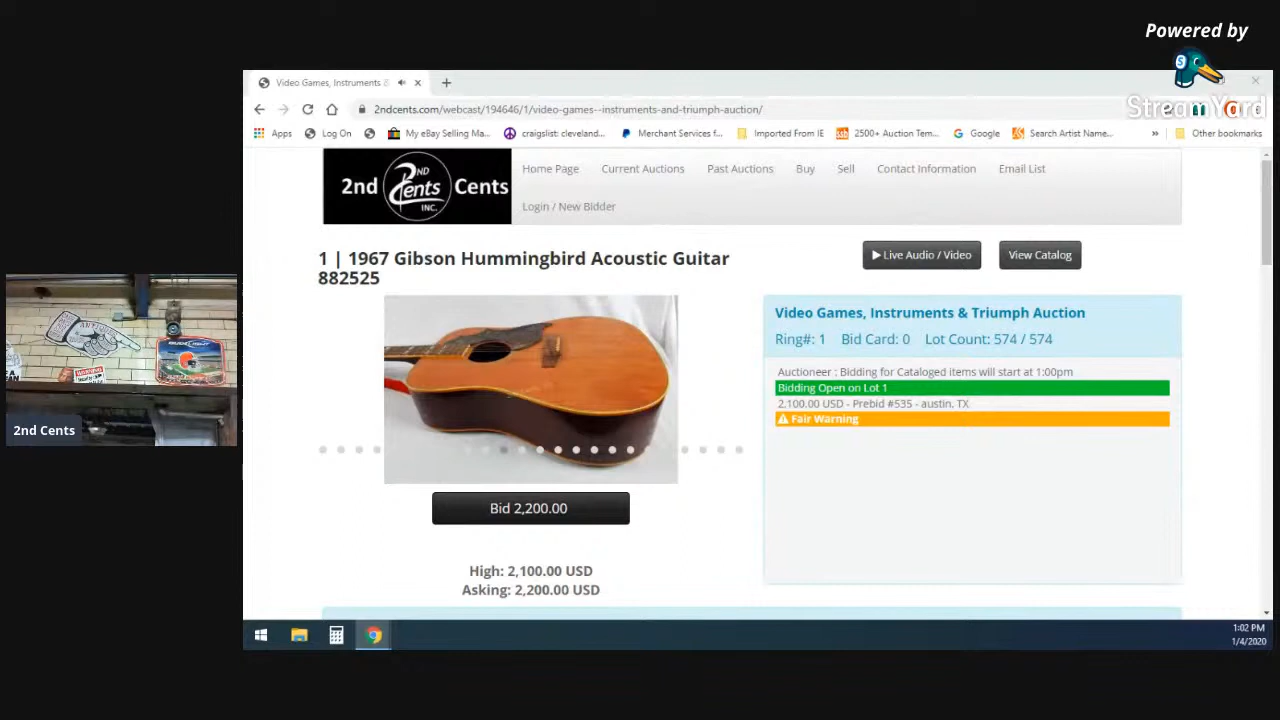 Powered by
StreamYard
Video Games, Instruments &
2ndcents.com/webcast/194646/1/video-games--instruments-and-triumph-auction/
Apps
Log On
My eBay Selling Ma...
craigslist: cleveland...
Merchant Services f...
Imported From IE
2500+ Auction Tem...
Google
Search Artist Name...
»
Other bookmarks
2nd 2ND Cents INC. Cents
Home Page
Current Auctions
Past Auctions
Buy
Sell
Contact Information
Email List
Login / New Bidder
1 | 1967 Gibson Hummingbird Acoustic Guitar
882525
Live Audio / Video
View Catalog
Video Games, Instruments & Triumph Auction
Ring#: 1 Bid Card: 0 Lot Count: 574 / 574
Auctioneer : Bidding for Cataloged items will start at 1:00pm
Bidding Open on Lot 1
2,100.00 USD - Prebid #535 - austin, TX
Fair Warning
Bid 2,200.00
High: 2,100.00 USD
Asking: 2,200.00 USD
BUD LIGHT
2nd Cents
1:02 PM
1/4/2020